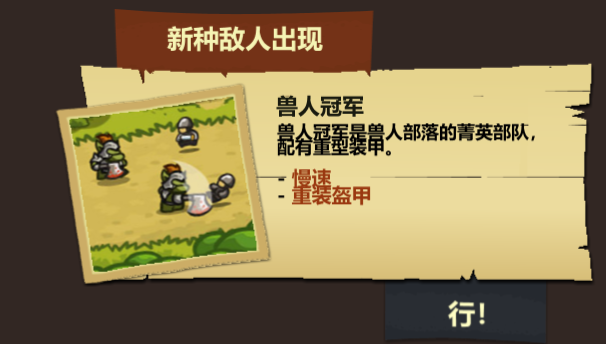 新种敌人出现
兽人冠军
兽人冠军是兽人部落的菁英部队，
配有重型装甲。
- 慢速
- 重装盔甲
行！